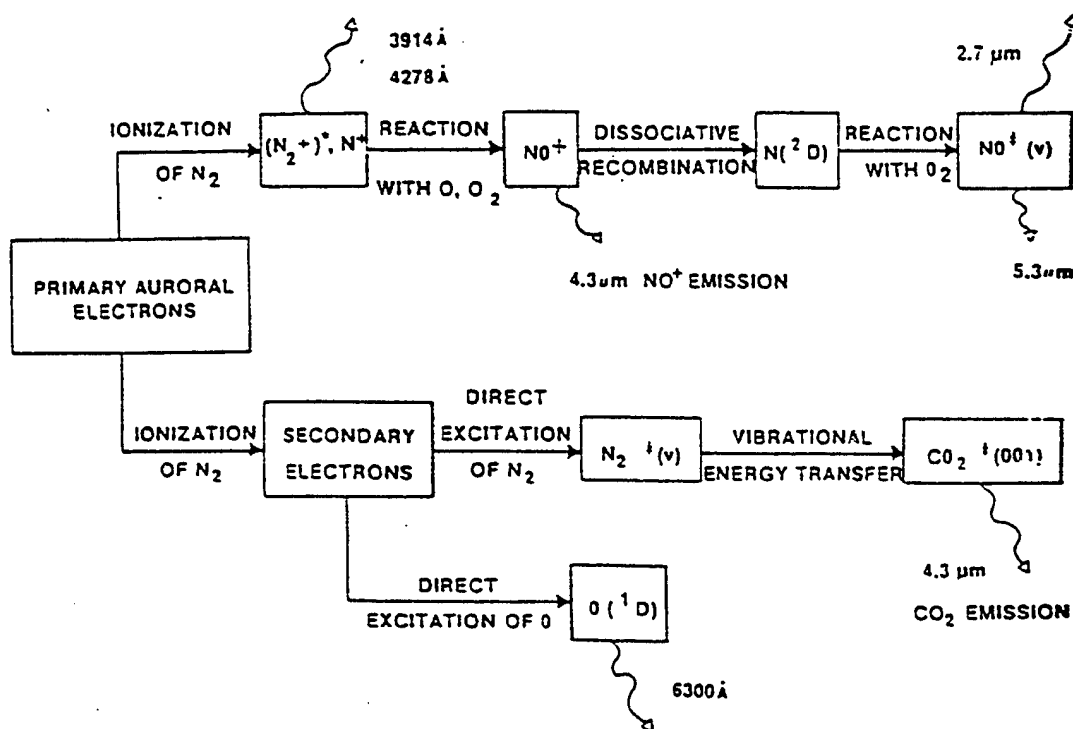 3914Å
4278Å
2.7 µm
IONIZATION
OF N₂
(N₂⁺)*, N⁺
REACTION
WITH O, O₂
NO⁺
DISSOCIATIVE
RECOMBINATION
N(²D)
REACTION
WITH O₂
NO‡ (v)
4.3µm NO⁺ EMISSION
5.3µm
PRIMARY AURORAL
ELECTRONS
IONIZATION
OF N₂
SECONDARY
ELECTRONS
DIRECT
EXCITATION
OF N₂
N₂ ‡(v)
VIBRATIONAL
ENERGY TRANSFER
CO₂ ‡(001)
4.3 µm
CO₂ EMISSION
DIRECT
EXCITATION OF O
O(¹D)
6300Å